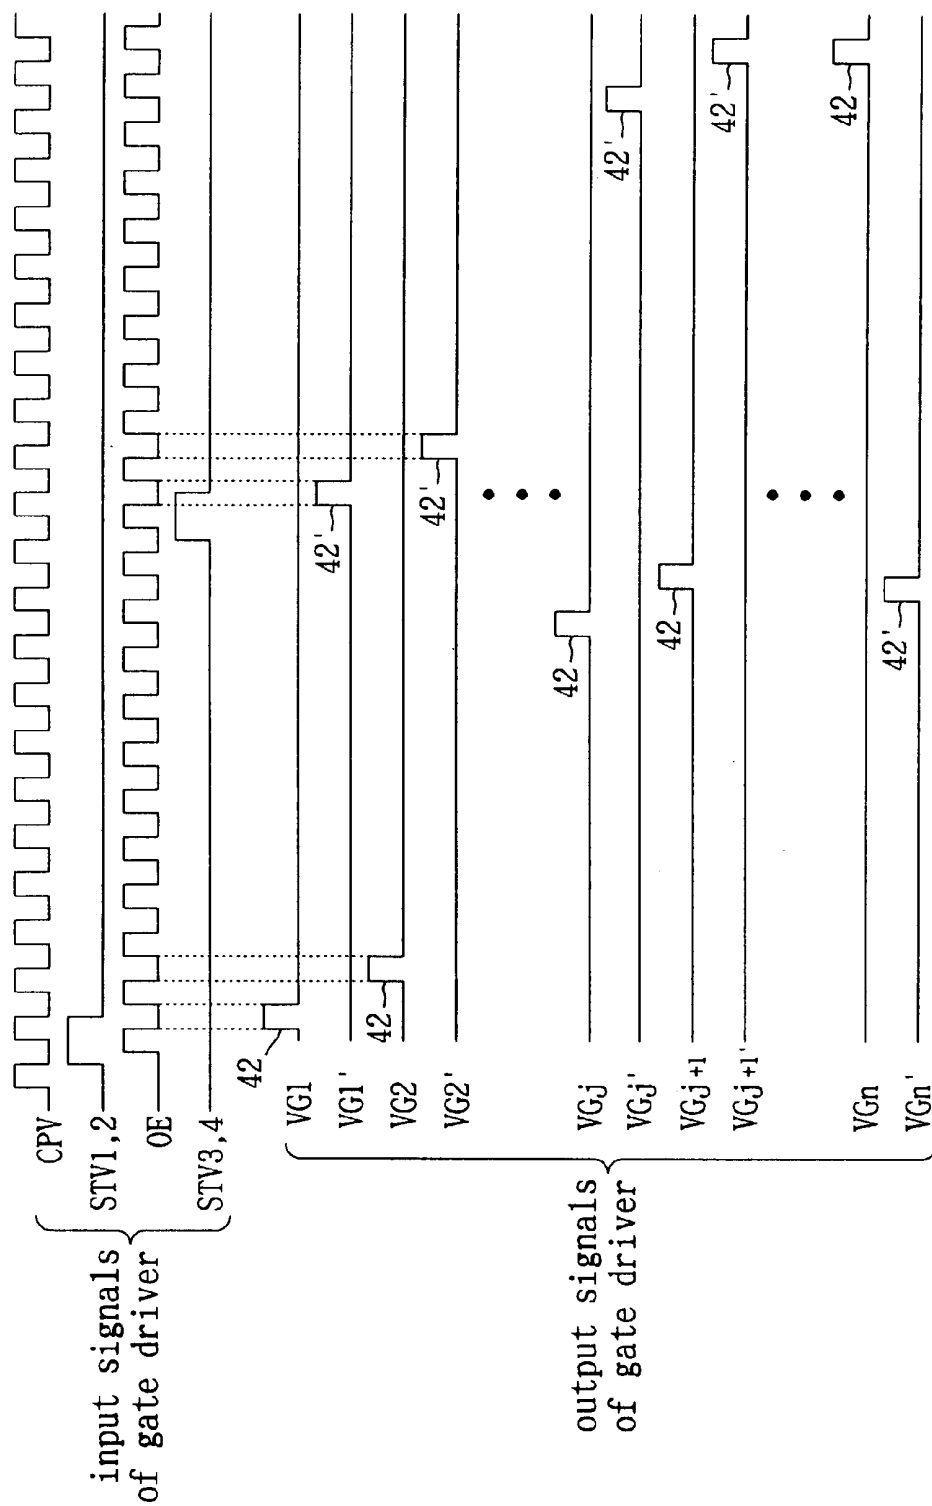 input signals
of gate driver
CPV
STV1,2
OE
STV3,4
output signals
of gate driver
VG1
42
VG1'
42'
VG2
42
VG2'
42'
VGj
42
VGj'
42'
VGj+1
42
VGj+1'
42'
VGn
42
VGn'
42'